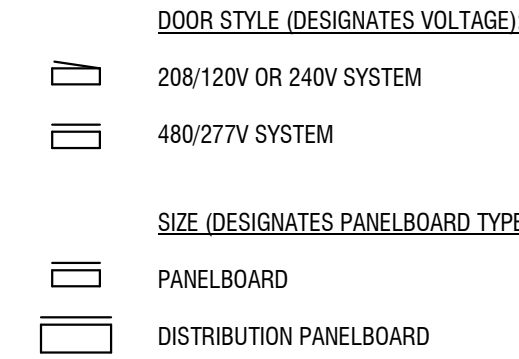 DOOR STYLE (DESIGNATES VOLTAGE):
208/120V OR 240V SYSTEM
480/277V SYSTEM
SIZE (DESIGNATES PANELBOARD TYPE
PANELBOARD
DISTRIBUTION PANELBOARD